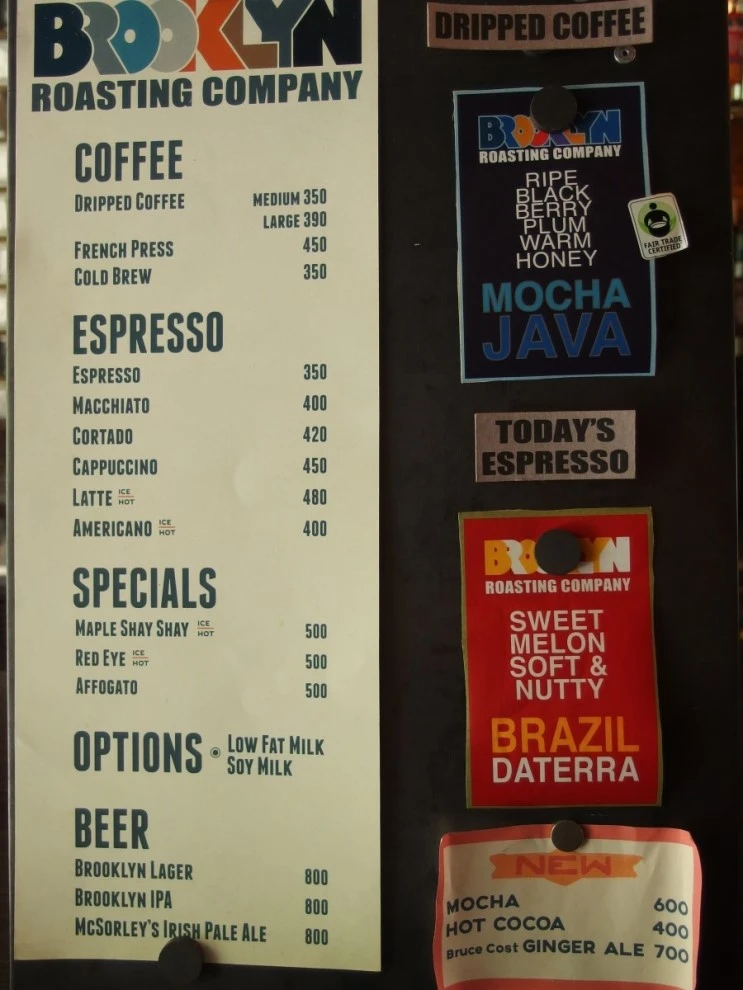 BROOKLYN
ROASTING COMPANY
COFFEE
DRIPPED COFFEE MEDIUM 350
LARGE 390
FRENCH PRESS 450
COLD BREW 350
ESPRESSO
ESPRESSO 350
MACCHIATO 400
CORTADO 420
CAPPUCCINO 450
LATTE ICE HOT 480
AMERICANO ICE HOT 400
SPECIALS
MAPLE SHAY SHAY ICE HOT 500
RED EYE ICE HOT 500
AFFOGATO 500
OPTIONS LOW FAT MILK
SOY MILK
BEER
BROOKLYN LAGER 800
BROOKLYN IPA 800
MCSORLEY'S IRISH PALE ALE 800
DRIPPED COFFEE
BROOKLYN
ROASTING COMPANY
RIPE
BLACK
BERRY
PLUM
WARM
HONEY
MOCHA
JAVA
FAIR TRADE
CERTIFIED
TODAY'S
ESPRESSO
BROOKLYN
ROASTING COMPANY
SWEET
MELON
SOFT &
NUTTY
BRAZIL
DATERRA
NEW
MOCHA 600
HOT COCOA 400
Bruce Cost GINGER ALE 700